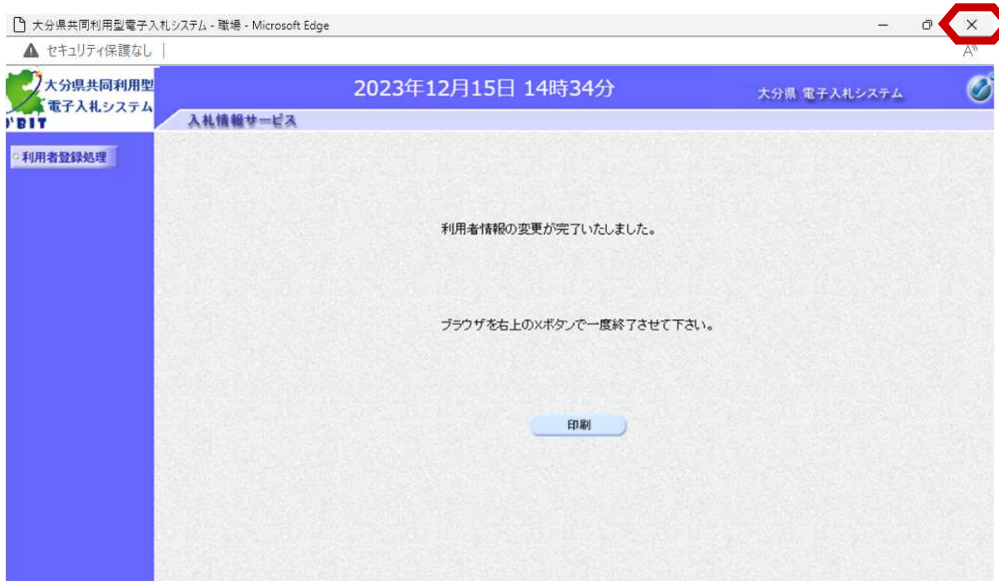 大分県共同利用型電子入札システム - 職場 - Microsoft Edge
セキュリティ保護なし
大分県共同利用型
電子入札システム
2023年12月15日 14時34分
大分県 電子入札システム
入札情報サービス
利用者登録処理
利用者情報の変更が完了いたしました。
ブラウザを右上の×ボタンで一度終了させて下さい。
印刷